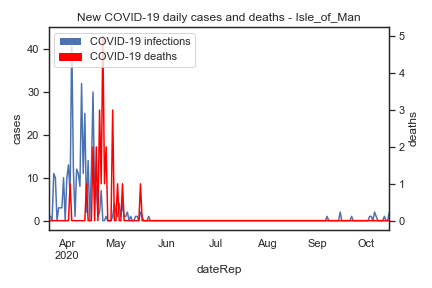 New COVID-19 daily cases and deaths - Isle_of_Man
COVID-19 infections
COVID-19 deaths
cases
40
30
20
10
0
deaths
5
4
3
2
1
0
Apr
2020
May
Jun
Jul
Aug
Sep
Oct
dateRep